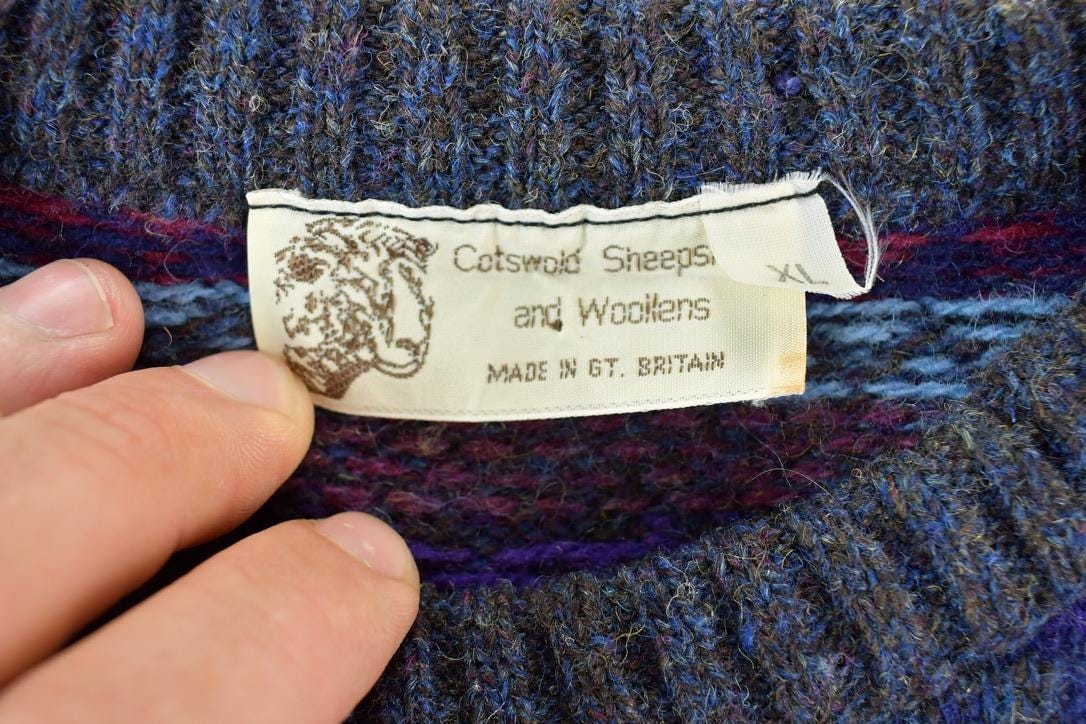 Cotswold Sheeps
and Woollens
MADE IN GT. BRITAIN
XL